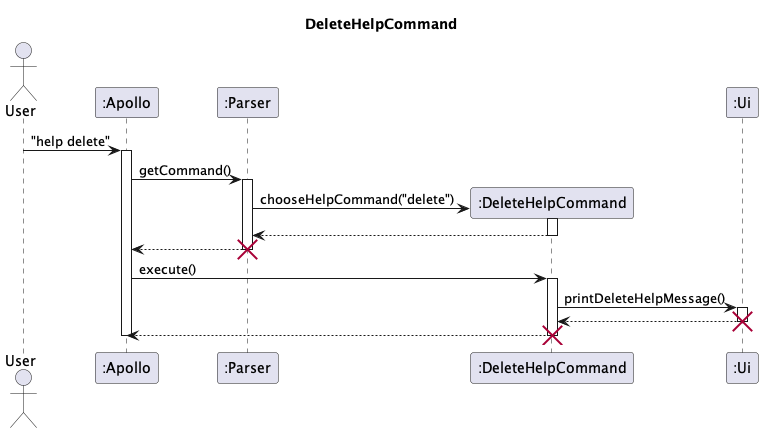 DeleteHelpCommand
User
:Apollo
:Parser
:Ui
"help delete"
getCommand()
chooseHelpCommand("delete")
:DeleteHelpCommand
execute()
printDeleteHelpMessage()
User
:Apollo
:Parser
:DeleteHelpCommand
:Ui